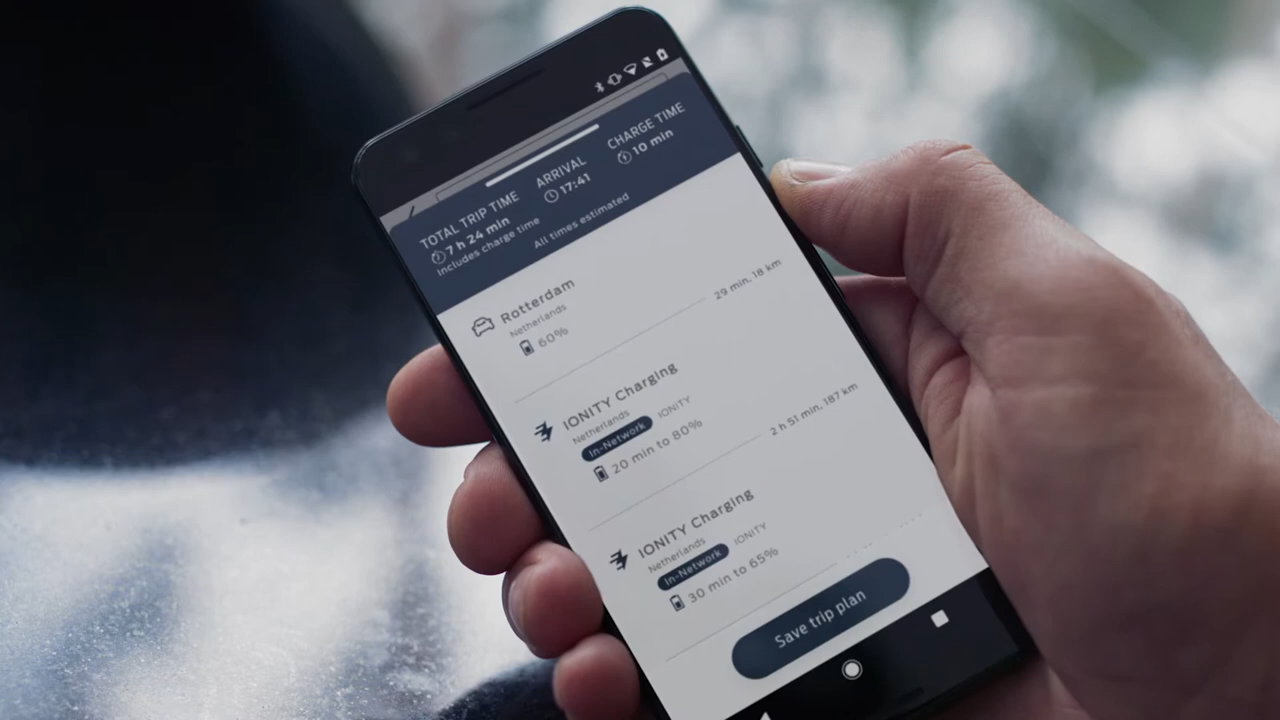 TOTAL TRIP TIME
7 h 24 min
Includes charge time
ARRIVAL
17:41
All times estimated
CHARGE TIME
10 min
Rotterdam
Netherlands
60%
29 min. 18 km
IONITY Charging
Netherlands
In-Network IONITY
20 min to 80%
2 h 51 min. 187 km
IONITY Charging
Netherlands
In-Network IONITY
30 min to 65%
Save trip plan